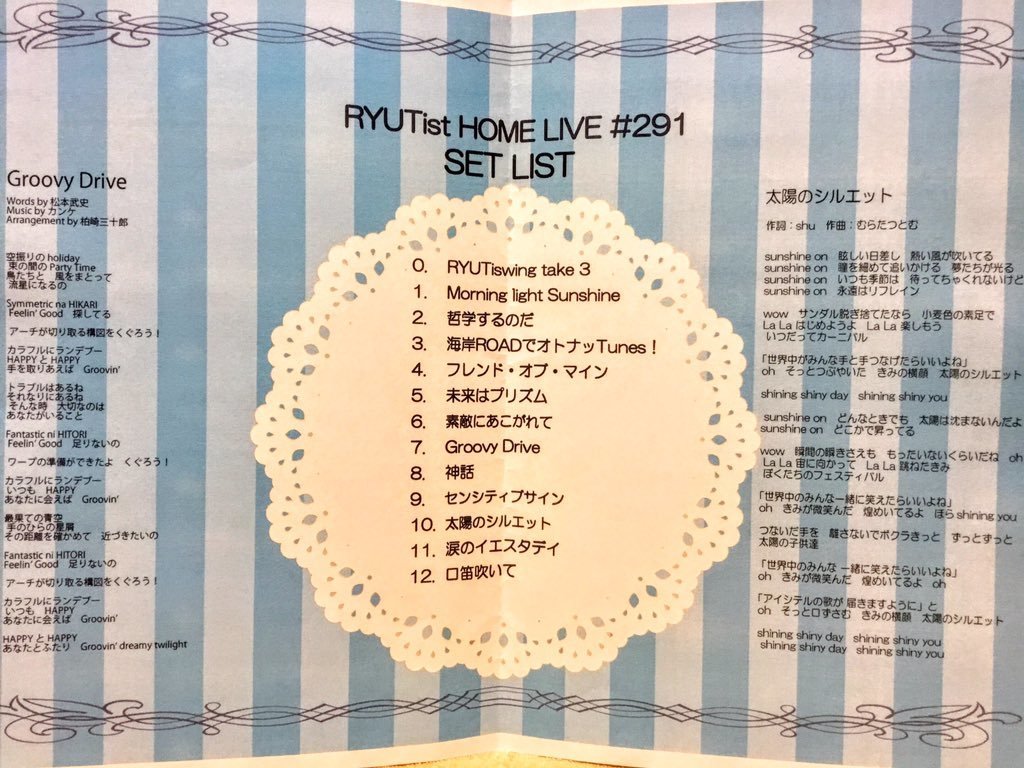 RYUTist HOME LIVE #291
SET LIST
Groovy Drive
Words by 松本武史
Music by カンケ
Arrangement by 柏崎三十郎
空振りの holiday
束の間の Party Time
鳥たちと　風をまとって
流星になるの
Symmetric na HIKARI
Feelin' Good　探してる
アーチが切り取る構図をくぐろう！
カラフルにランデブー
HAPPY と HAPPY
手を取りあえば　Groovin'
トラブルはあるね
それなりにあるね
そんな時　大切なのは
あなたがいること
Fantastic ni HITORI
Feelin' Good　足りないの
ワープの準備ができたよ　くぐろう！
カラフルにランデブー
いつも　HAPPY
あなたに会えば　Groovin'
最果ての青空
手のひらの星屑
その距離を確かめて　近づきたいの
Fantastic ni HITORI
Feelin' Good　足りないの
アーチが切り取る構図をくぐろう！
カラフルにランデブー
いつも　HAPPY
あなたに会えば　Groovin'
HAPPY と HAPPY
あなたとふたり　Groovin' dreamy twilight
0.　RYUTiswing take 3
1.　Morning light Sunshine
2.　哲学するのだ
3.　海岸ROADでオトナッTunes！
4.　フレンド・オブ・マイン
5.　未来はプリズム
6.　素敵にあこがれて
7.　Groovy Drive
8.　神話
9.　センシティブサイン
10.　太陽のシルエット
11.　涙のイエスタデイ
12.　口笛吹いて
太陽のシルエット
作詞：shu　作曲：むらたつとむ
sunshine on　眩しい日差し　熱い風が吹いてる
sunshine on　瞳を細めて追いかける　夢たちが光る
sunshine on　いつも季節は　待ってちゃくれないけど
sunshine on　永遠はリフレイン
wow　サンダル脱ぎ捨てたなら　小麦色の素足で
La La はじめようよ　La La 楽しもう
いつだってカーニバル
「世界中がみんな手と手つなげたらいいよね」
oh　そっとつぶやいた　きみの横顔　太陽のシルエット
shining shiny day　shining shiny you
sunshine on　どんなときでも　太陽は沈まないんだよ
sunshine on　どこかで昇ってる
wow　瞬間の瞬きさえも　もったいないくらいだね　oh
La La 宙に向かって　La La 跳ねたきみ
ぼくたちのフェスティバル
「世界中のみんな一緒に笑えたらいいよね」
oh　きみが微笑んだ　煌めいてるよ　ほら shining you
つないだ手を　離さないでボクラきっと　ずっとずっと
太陽の子供達
「世界中のみんな 一緒に笑えたらいいよね」
oh　きみが微笑んだ　煌めいてるよ　oh
「アイシテルの歌が 届きますように」と
oh　そっと口ずさむ　きみの横顔　太陽のシルエット
shining shiny day　shining shiny you
shining shiny day　shining shiny you